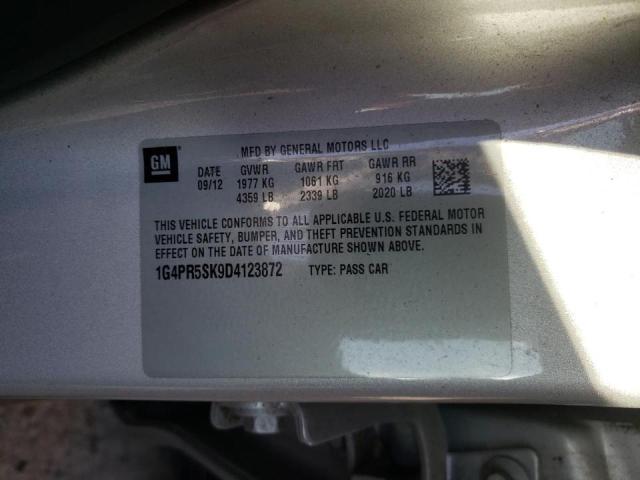 GM
MFD BY GENERAL MOTORS LLC
DATE GVWR GAWR FRT GAWR RR
09/12 1977 KG 1061 KG 916 KG
4359 LB 2339 LB 2020 LB
THIS VEHICLE CONFORMS TO ALL APPLICABLE U.S. FEDERAL MOTOR
VEHICLE SAFETY, BUMPER, AND THEFT PREVENTION STANDARDS IN
EFFECT ON THE DATE OF MANUFACTURE SHOWN ABOVE.
1G4PR5SK9D4123872 TYPE: PASS CAR